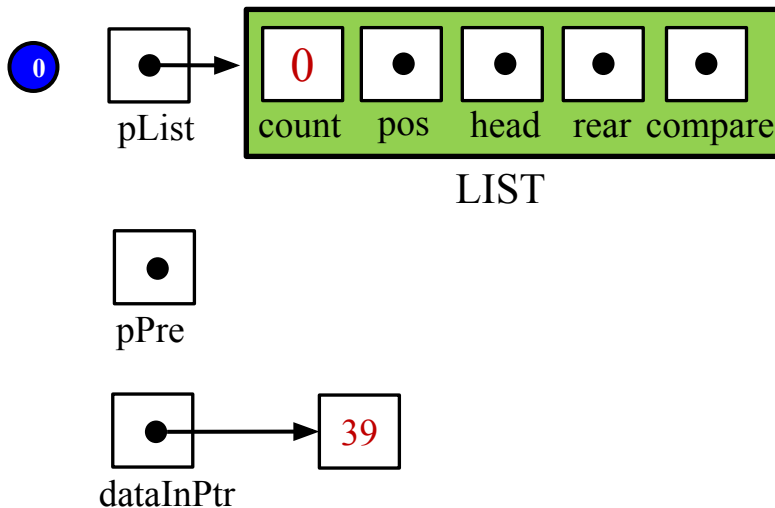 0
0
pList
count pos head rear compare
LIST
pPre
39
dataInPtr